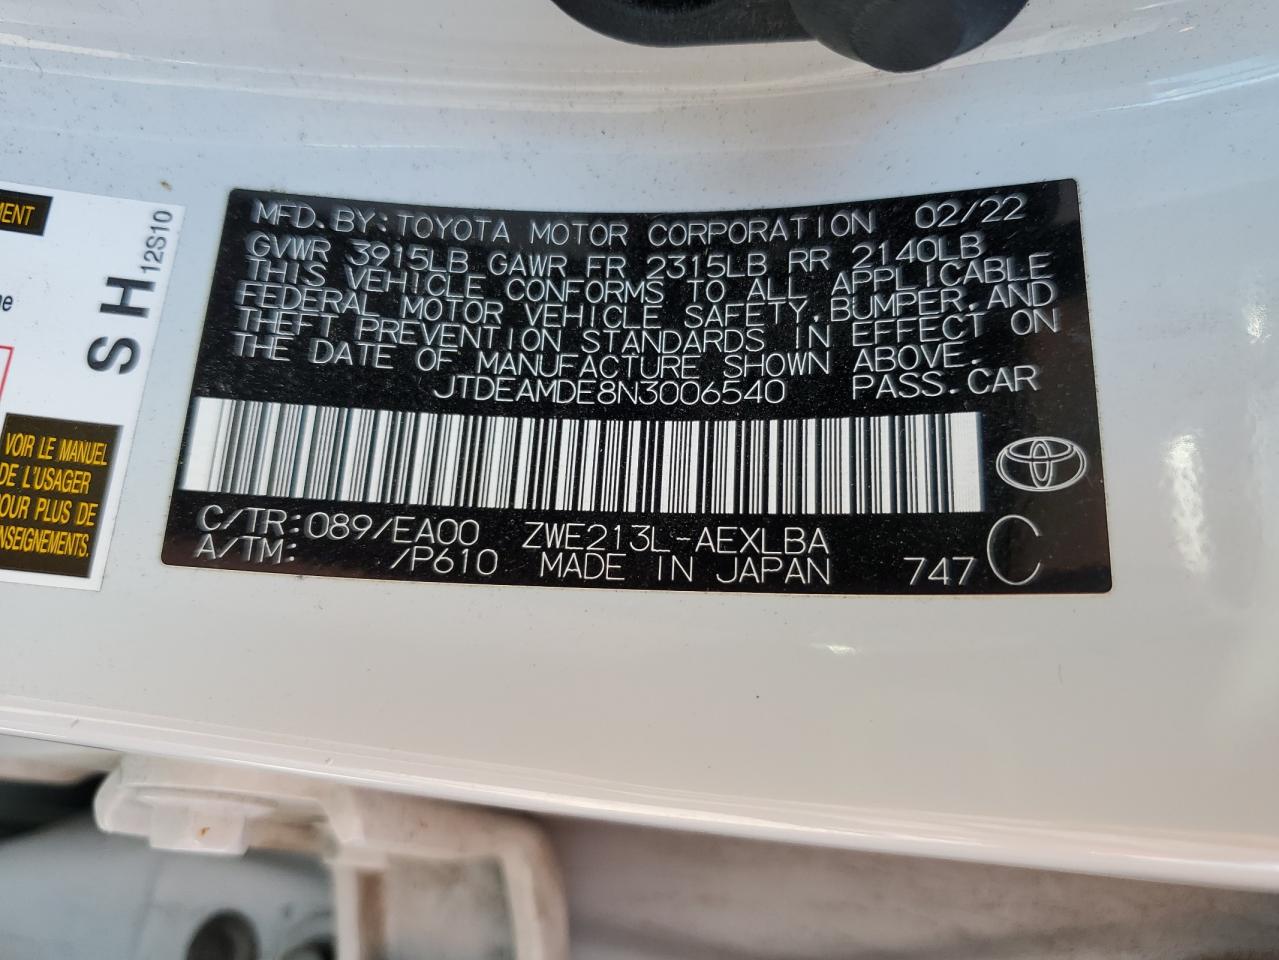 MENT
e
SH 12S10
VOIR LE MANUEL
DE L'USAGER
POUR PLUS DE
NSEIGNEMENTS.
MFD.BY:TOYOTA MOTOR CORPORATION 02/22
GVWR 3915LB GAWR FR 2315LB RR 2140LB
THIS VEHICLE CONFORMS TO ALL APPLICABLE
FEDERAL MOTOR VEHICLE SAFETY,BUMPER,AND
THEFT PREVENTION STANDARDS IN EFFECT ON
THE DATE OF MANUFACTURE SHOWN ABOVE.
JTDEAMDE8N3006540 PASS.CAR
C/TR:089/EA00 ZWE213L-AEXLBA
A/TM: /P610 MADE IN JAPAN 747 C